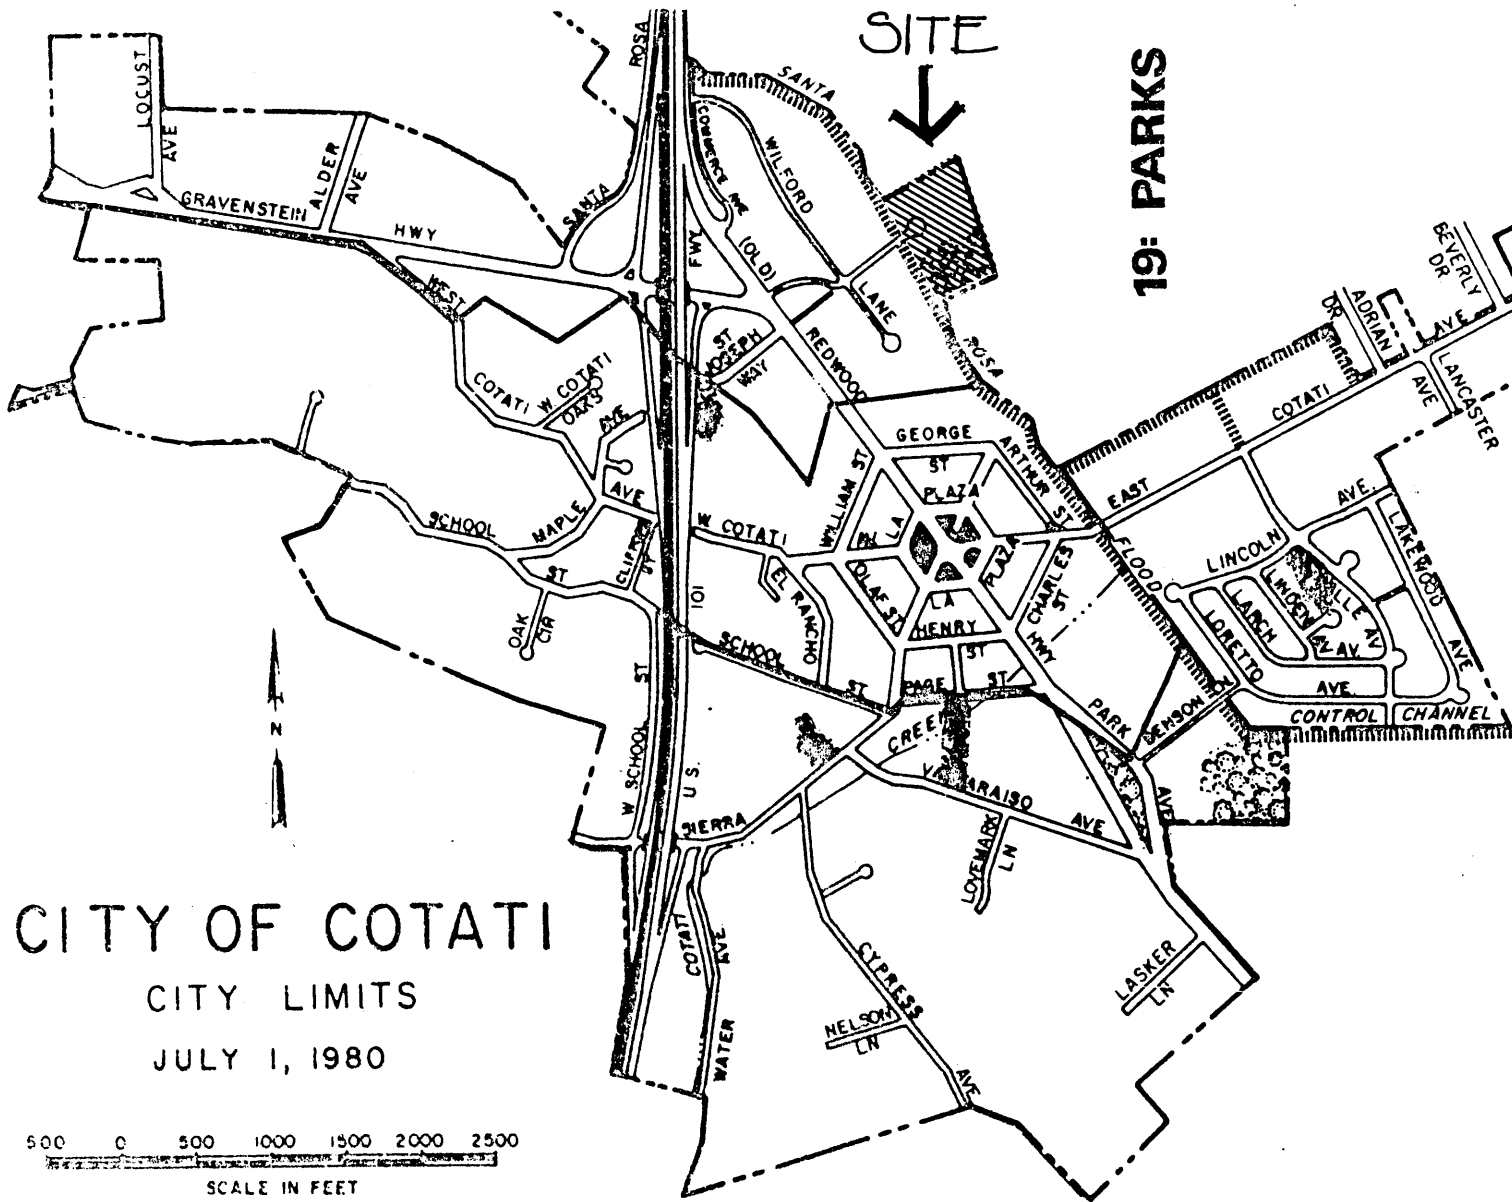 SITE
19: PARKS
SANTA
ROSA
LOCUST
AVE
ALDER
AVE
GRAVENSTEIN
HWY
SANTA
ROSA
COMMERCE AVE
WILFORD
LANE
(OLD)
REDWOOD
HWY
FWY
WEST
COTATI
W COTATI
OAKS
AVE
ST
JOSEPH
WAY
ROSA
BEVERLY
DR
ADRIAN
DR
AVE
LANCASTER
AVE
COTATI
EAST
GEORGE
ST
ARTHUR
ST
WILLIAM ST
PLAZA
LA
PLAZA
LA
OLAF ST
CHARLES
ST
HENRY
ST
PAGE
ST
W COTATI
AVE
MAPLE
SCHOOL
ST
OAK
CIR
EL RANCHO
SCHOOL
ST
101
U S.
W SCHOOL
ST
FLOOD
LINCOLN
AVE.
LAKEWOOD
AVE
LINDEN
LARCH
LORETTO
AV.
AVE.
CONTROL CHANNEL
PARK
AVE
SIERRA
AVE
LOVEMARK
LN
COTATI
AVE
WATER
CYPRESS
AVE
NELSON
LN
LASKER
LN
N
CITY OF COTATI
CITY LIMITS
JULY 1, 1980
500 0 500 1000 1500 2000 2500
SCALE IN FEET